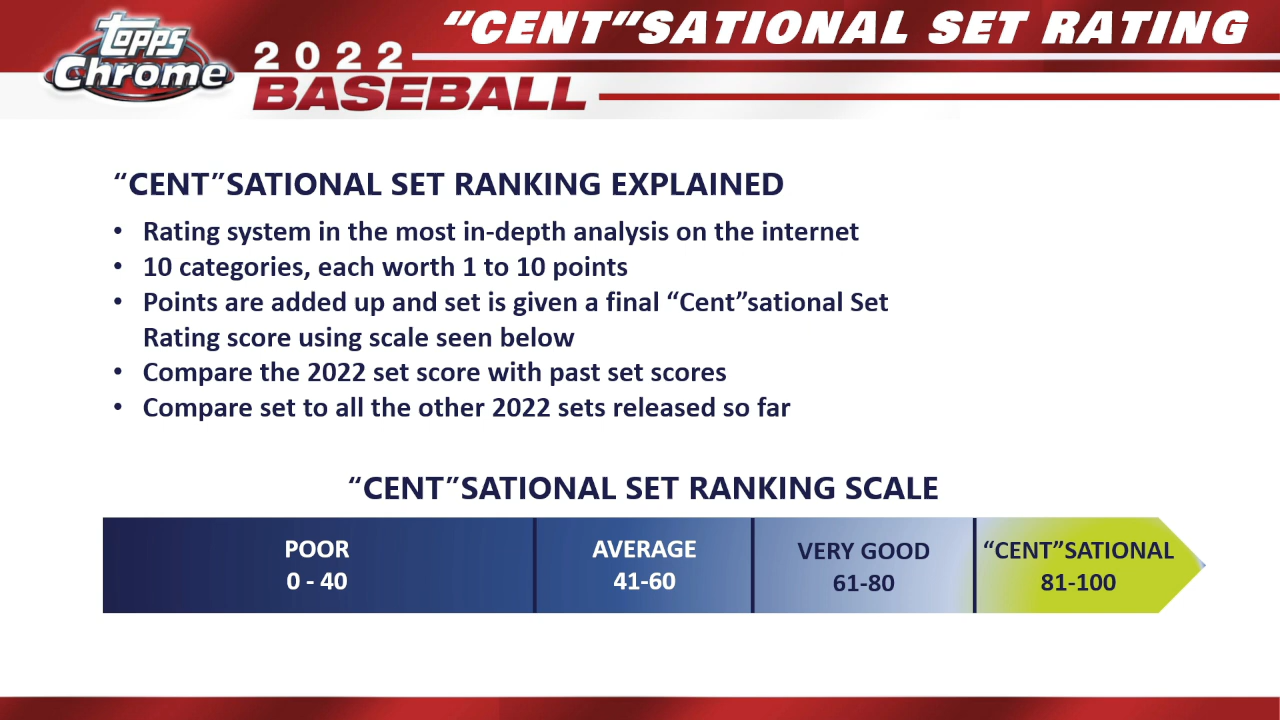 Topps
Chrome
2022
BASEBALL
“CENT“SATIONAL SET RATING
“CENT”SATIONAL SET RANKING EXPLAINED
• Rating system in the most in-depth analysis on the internet
• 10 categories, each worth 1 to 10 points
• Points are added up and set is given a final “Cent”sational Set
Rating score using scale seen below
• Compare the 2022 set score with past set scores
• Compare set to all the other 2022 sets released so far
“CENT”SATIONAL SET RANKING SCALE
POOR
0 - 40
AVERAGE
41-60
VERY GOOD
61-80
“CENT”SATIONAL
81-100